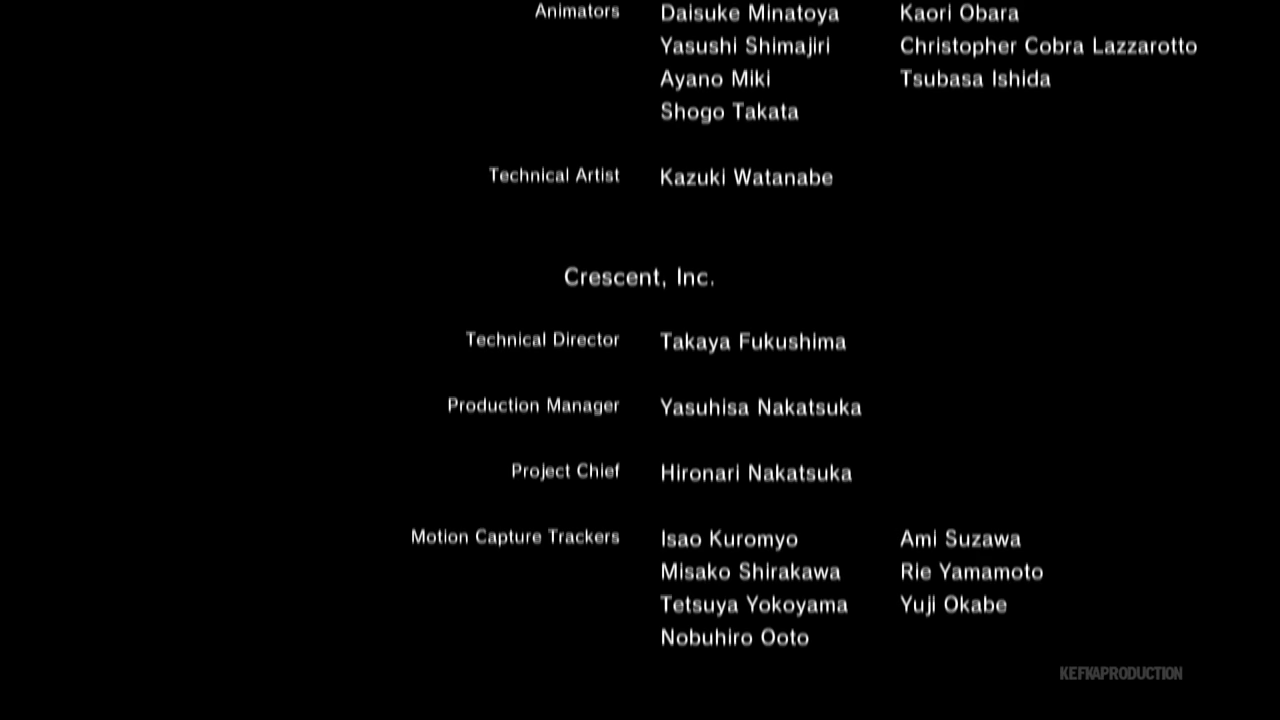 Animators Daisuke Minatoya Kaori Obara
Yasushi Shimajiri Christopher Cobra Lazzarotto
Ayano Miki Tsubasa Ishida
Shogo Takata
Technical Artist Kazuki Watanabe
Crescent, Inc.
Technical Director Takaya Fukushima
Production Manager Yasuhisa Nakatsuka
Project Chief Hironari Nakatsuka
Motion Capture Trackers Isao Kuromyo Ami Suzawa
Misako Shirakawa Rie Yamamoto
Tetsuya Yokoyama Yuji Okabe
Nobuhiro Ooto
KEFKAPRODUCTION